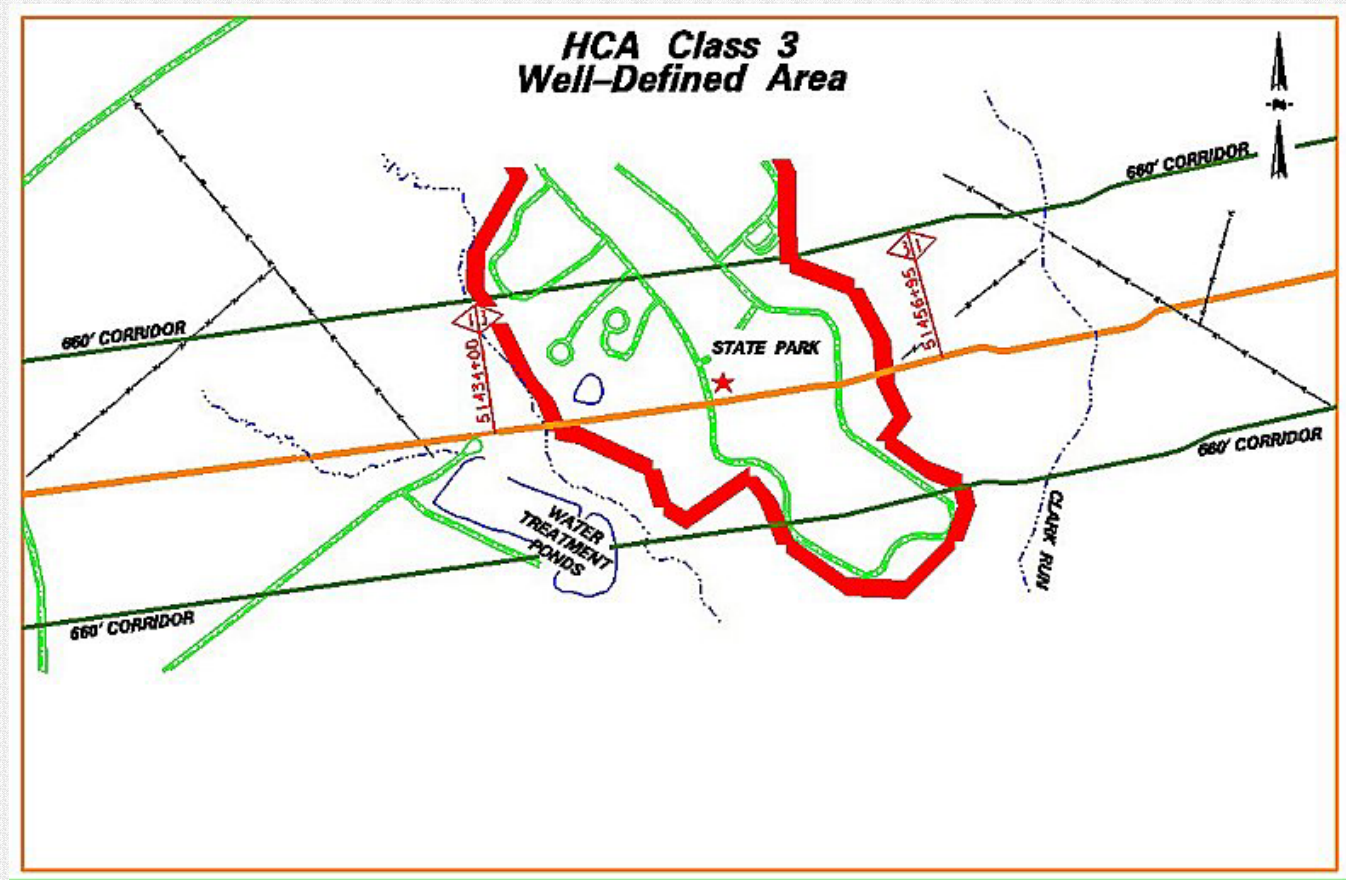 HCA Class 3
Well–Defined Area
N
660' CORRIDOR
660' CORRIDOR
51456+95
STATE PARK
51434+00
660' CORRIDOR
WATER
TREATMENT
PONDS
CLARK RUN
660' CORRIDOR